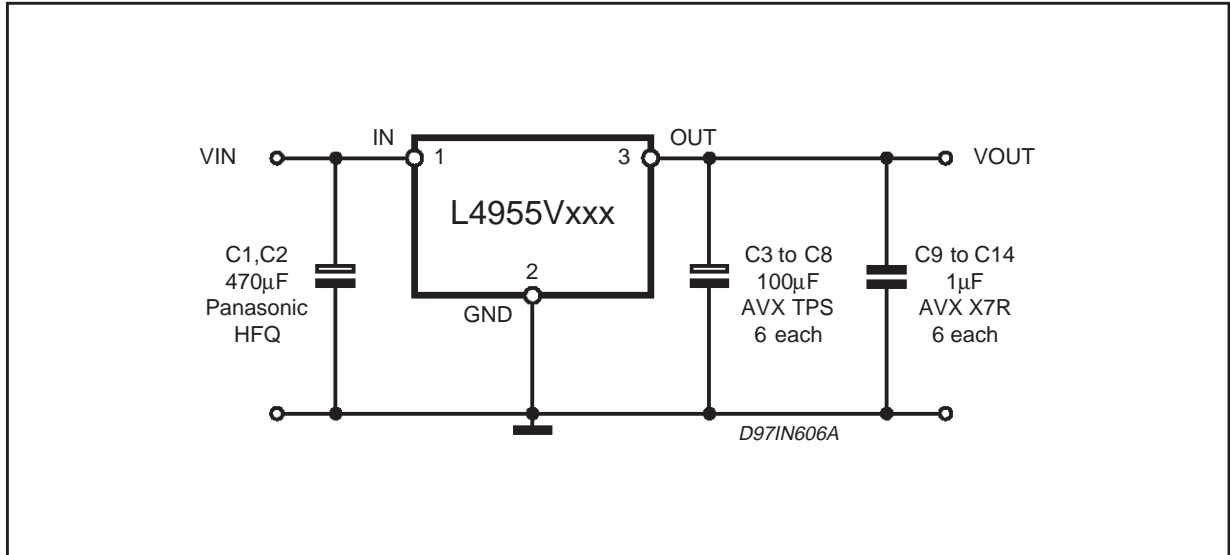 VIN
IN
1
3
OUT
VOUT
L4955Vxxx
2
GND
C1,C2
470µF
Panasonic
HFQ
C3 to C8
100µF
AVX TPS
6 each
C9 to C14
1µF
AVX X7R
6 each
D97IN606A